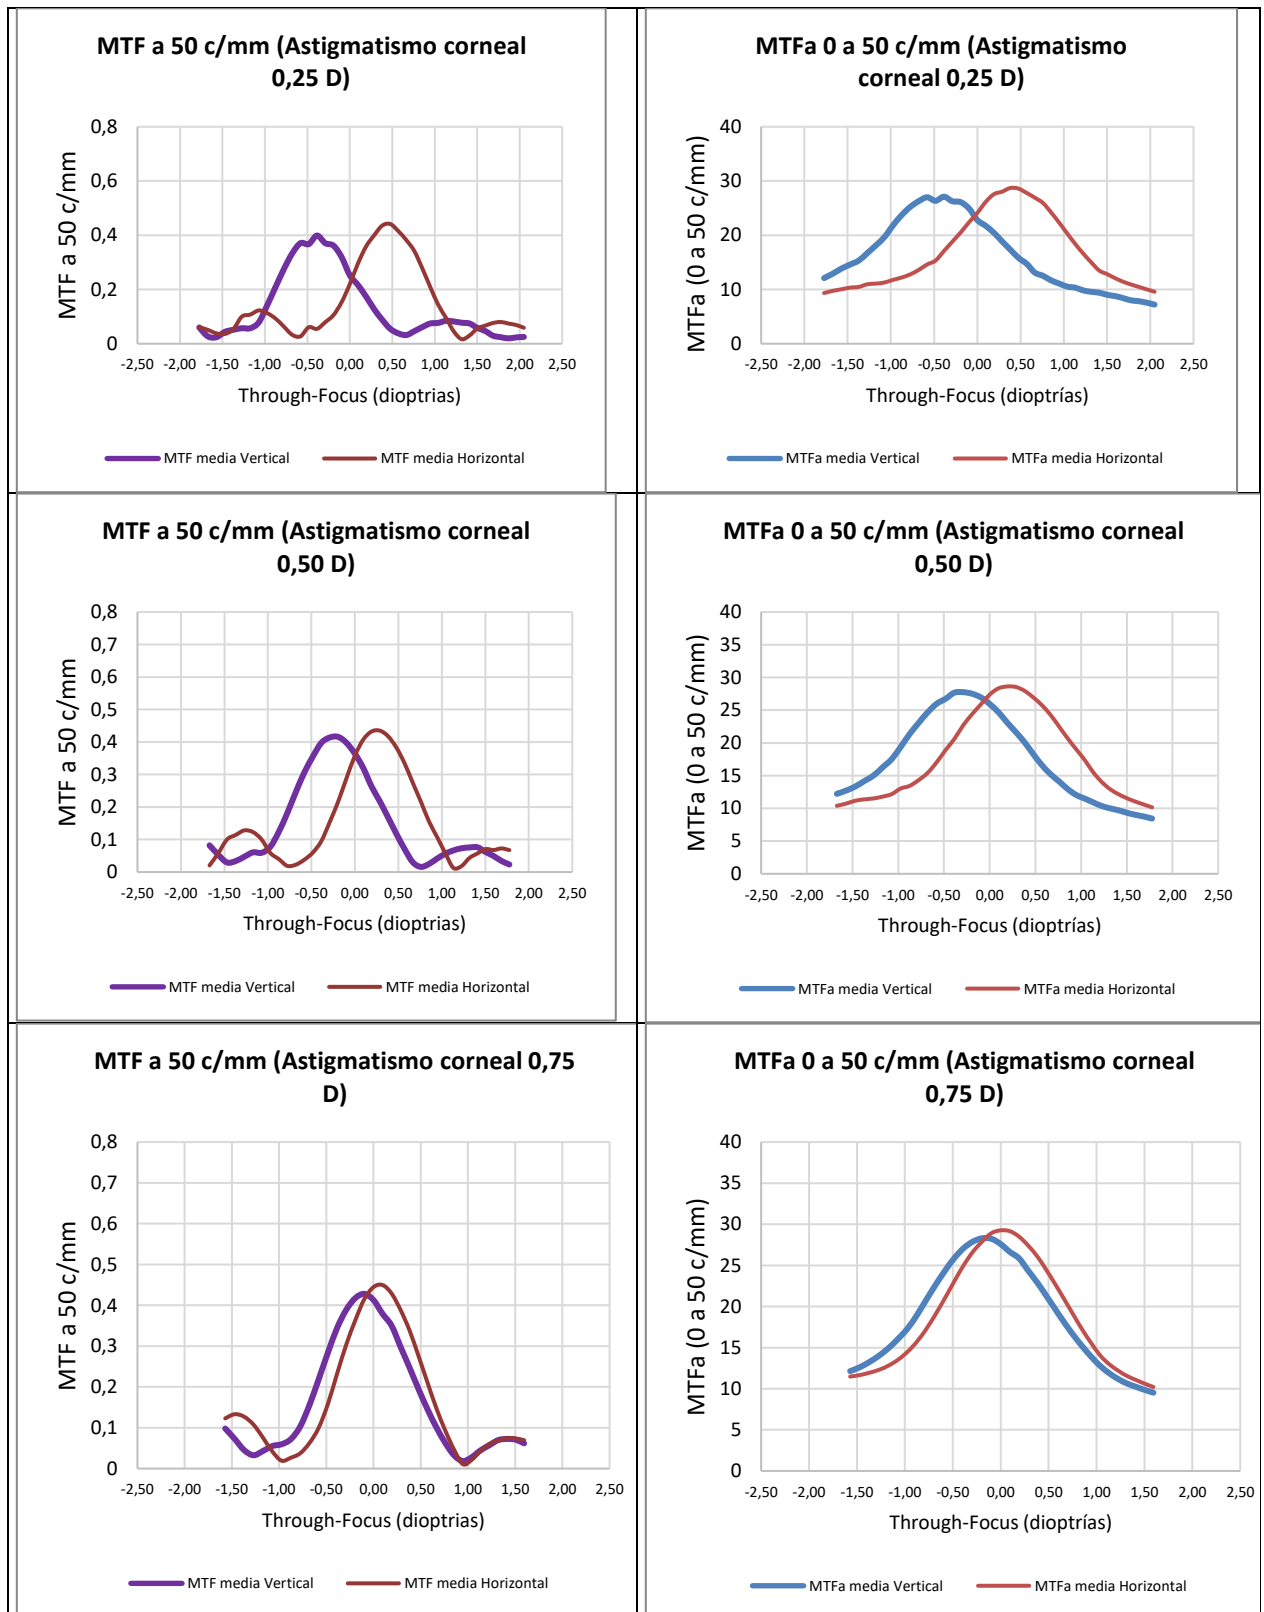 MTF a 50 c/mm (Astigmatismo corneal
0,25 D)
MTF a 50 c/mm
0,8
0,6
0,4
0,2
0
-2,50 -2,00 -1,50 -1,00 -0,50 0,00 0,50 1,00 1,50 2,00 2,50
Through-Focus (dioptrias)
MTF media Vertical MTF media Horizontal
MTFa 0 a 50 c/mm (Astigmatismo
corneal 0,25 D)
MTFa (0 a 50 c/mm)
40
30
20
10
0
-2,50 -2,00 -1,50 -1,00 -0,50 0,00 0,50 1,00 1,50 2,00 2,50
Through-Focus (dioptrías)
MTFa media Vertical MTFa media Horizontal
MTF a 50 c/mm (Astigmatismo corneal
0,50 D)
MTF a 50 c/mm
0,8
0,7
0,6
0,5
0,4
0,3
0,2
0,1
0
-2,50 -2,00 -1,50 -1,00 -0,50 0,00 0,50 1,00 1,50 2,00 2,50
Through-Focus (dioptrias)
MTF media Vertical MTF media Horizontal
MTFa 0 a 50 c/mm (Astigmatismo corneal
0,50 D)
MTFa (0 a 50 c/mm)
40
35
30
25
20
15
10
5
0
-2,50 -2,00 -1,50 -1,00 -0,50 0,00 0,50 1,00 1,50 2,00 2,50
Through-Focus (dioptrías)
MTFa media Vertical MTFa media Horizontal
MTF a 50 c/mm (Astigmatismo corneal 0,75
D)
MTF a 50 c/mm
0,8
0,7
0,6
0,5
0,4
0,3
0,2
0,1
0
-2,50 -2,00 -1,50 -1,00 -0,50 0,00 0,50 1,00 1,50 2,00 2,50
Through-Focus (dioptrias)
MTF media Vertical MTF media Horizontal
MTFa 0 a 50 c/mm (Astigmatismo corneal
0,75 D)
MTFa (0 a 50 c/mm)
40
35
30
25
20
15
10
5
0
-2,50 -2,00 -1,50 -1,00 -0,50 0,00 0,50 1,00 1,50 2,00 2,50
Through-Focus (dioptrías)
MTFa media Vertical MTFa media Horizontal